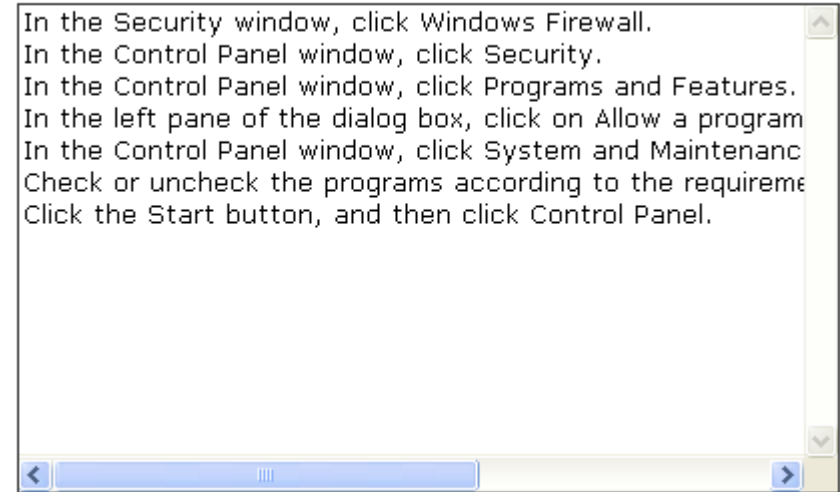 In the Security window, click Windows Firewall.
In the Control Panel window, click Security.
In the Control Panel window, click Programs and Features.
In the left pane of the dialog box, click on Allow a program
In the Control Panel window, click System and Maintenanc
Check or uncheck the programs according to the requireme
Click the Start button, and then click Control Panel.